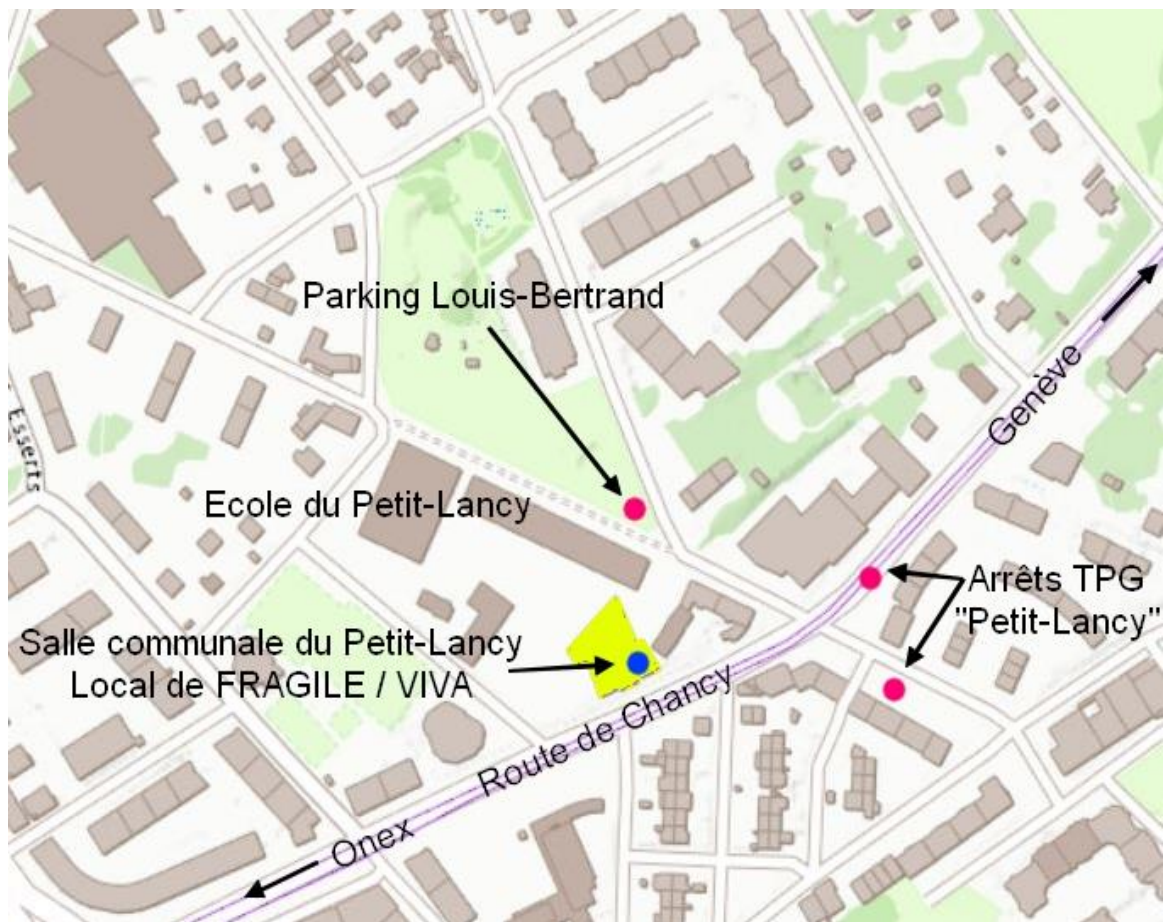 Parking Louis-Bertrand
Genève
Esserts
Ecole du Petit-Lancy
Arrêts TPG
"Petit-Lancy"
Salle communale du Petit-Lancy
Local de FRAGILE / VIVA
Route de Chancy
Onex